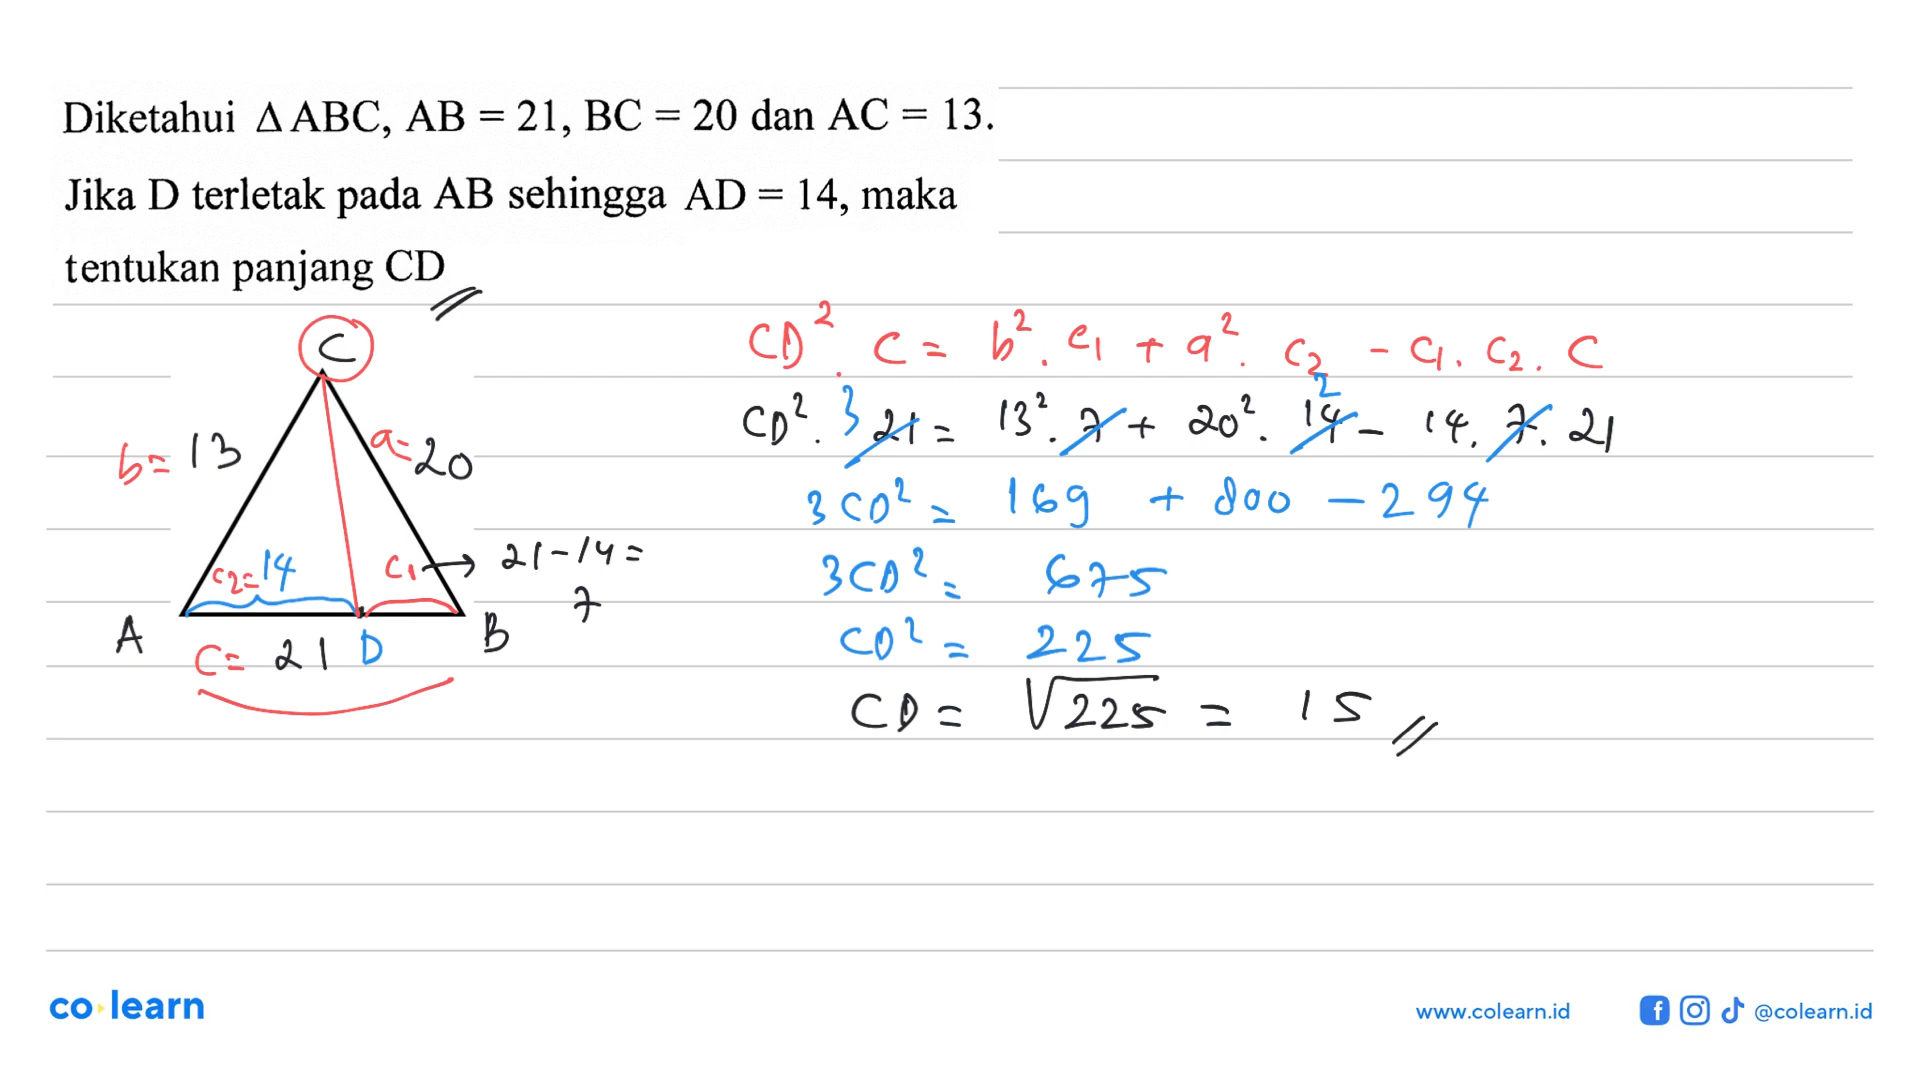 Diketahui △ABC, AB = 21, BC = 20 dan AC = 13.
Jika D terletak pada AB sehingga AD = 14, maka
tentukan panjang CD
C
b = 13
a = 20
c₂ = 14
c₁ → 21 - 14 =
7
A
B
c = 21
D
CD² . c = b² . c₁ + a² . c₂ - c₁ . c₂ . c
CD² . 3 21 = 13² . 7 + 20² . 14 2 - 14 . 7 . 21
3CD² = 169 + 800 - 294
3CD² = 675
CD² = 225
CD = √225 = 15
co learn
www.colearn.id
@colearn.id